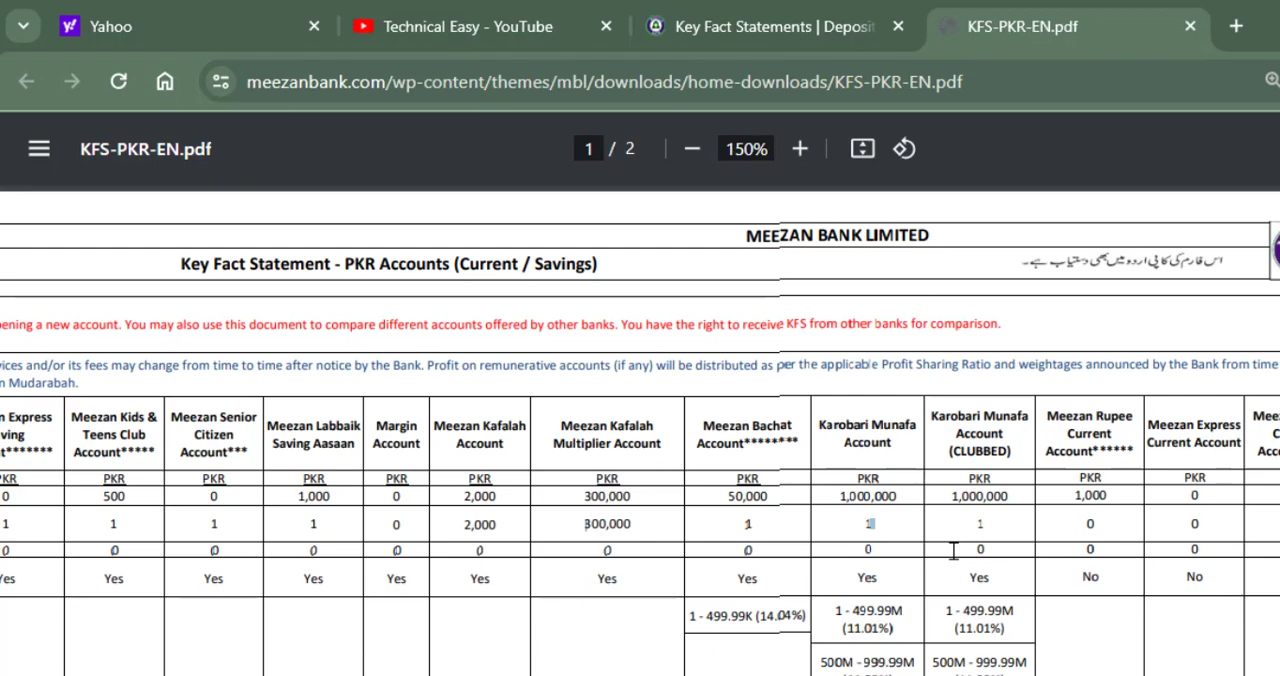 Yahoo
Technical Easy - YouTube
Key Fact Statements | Deposit
KFS-PKR-EN.pdf
meezanbank.com/wp-content/themes/mbl/downloads/home-downloads/KFS-PKR-EN.pdf
KFS-PKR-EN.pdf
1 / 2
150%
MEEZAN BANK LIMITED
Key Fact Statement - PKR Accounts (Current / Savings)
اس فارم کی کاپی اردو میں بھی دستیاب ہے۔
ening a new account. You may also use this document to compare different accounts offered by other banks. You have the right to receive KFS from other banks for comparison.
vices and/or its fees may change from time to time after notice by the Bank. Profit on remunerative accounts (if any) will be distributed as per the applicable Profit Sharing Ratio and weightages announced by the Bank from time
n Mudarabah.
n Express
ving
t*******
Meezan Kids &
Teens Club
Account*****
Meezan Senior
Citizen
Account***
Meezan Labbaik
Saving Aasaan
Margin
Account
Meezan Kafalah
Account
Meezan Kafalah
Multiplier Account
Meezan Bachat
Account********
Karobari Munafa
Account
Karobari Munafa
Account
(CLUBBED)
Meezan Rupee
Current
Account******
Meezan Express
Current Account
Mee
C
Acco
PKR PKR PKR PKR PKR PKR PKR PKR PKR PKR PKR PKR
0 500 0 1,000 0 2,000 300,000 50,000 1,000,000 1,000,000 1,000 0
1 1 1 1 0 2,000 300,000 1 1 1 0 0
0 0 0 0 0 0 0 0 0 0 0 0
Yes Yes Yes Yes Yes Yes Yes Yes Yes Yes No No
1 - 499.99K (14.04%)
1 - 499.99M
(11.01%)
1 - 499.99M
(11.01%)
500M - 999.99M
500M - 999.99M